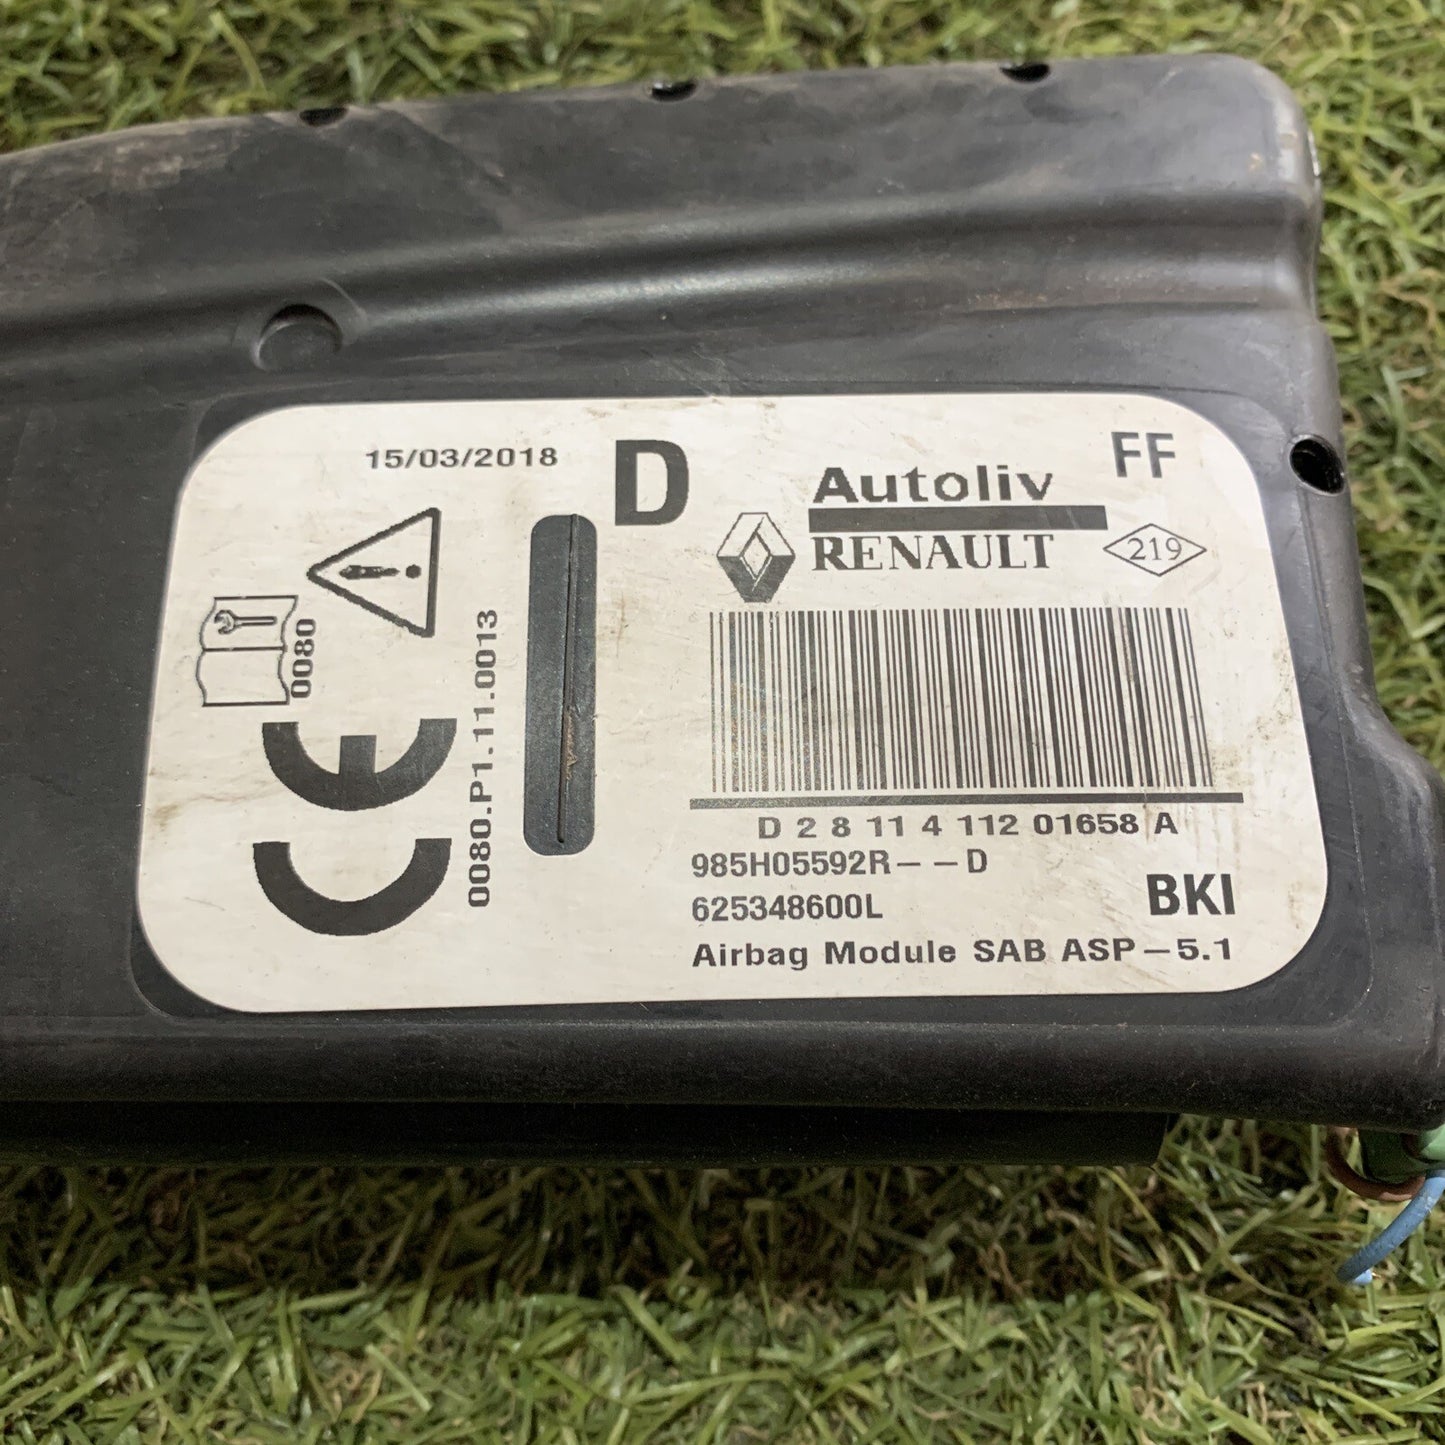 15/03/2018
D
FF
Autoliv
RENAULT
219
0080
0080.P1.11.0013
CE
D 2 8 11 4 112 01658 A
985H05592R－－D
625348600L
BKI
Airbag Module SAB ASP－5.1